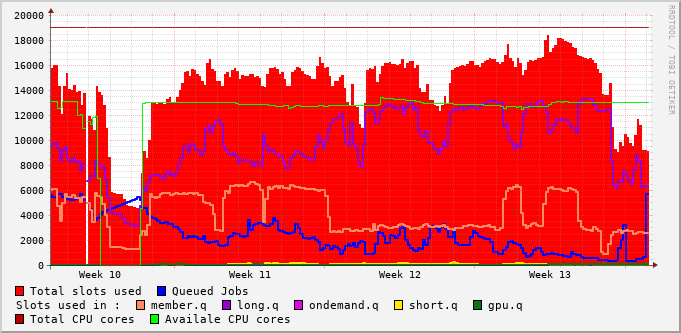 20000
18000
16000
14000
12000
10000
8000
6000
4000
2000
0
Week 10 Week 11 Week 12 Week 13
RRDTOOL / TOBI OETIKER
Total slots used Queued Jobs
Slots used in : member.q long.q ondemand.q short.q gpu.q
Total CPU cores Availale CPU cores